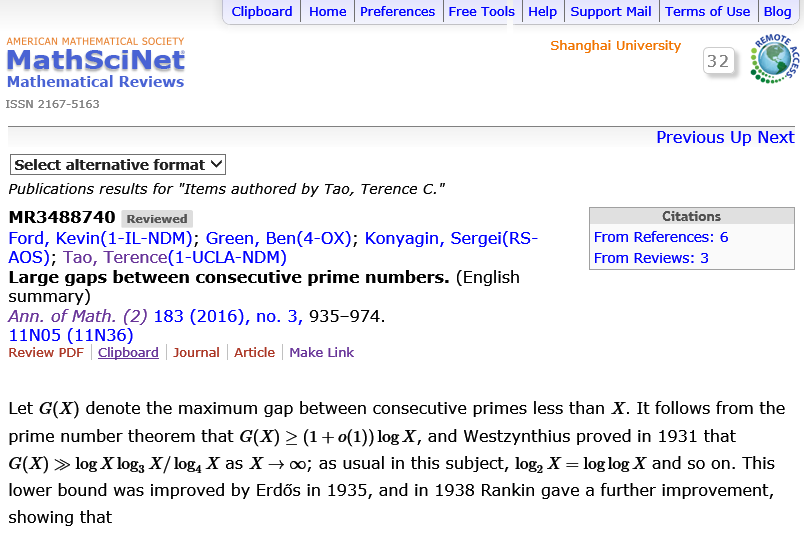 Clipboard Home Preferences Free Tools Help Support Mail Terms of Use Blog
AMERICAN MATHEMATICAL SOCIETY
MathSciNet
Mathematical Reviews
ISSN 2167-5163
Shanghai University
32
REMOTE ACCESS
Previous Up Next
Select alternative format
Publications results for "Items authored by Tao, Terence C."
MR3488740 Reviewed
Ford, Kevin(1-IL-NDM); Green, Ben(4-OX); Konyagin, Sergei(RS-
AOS); Tao, Terence(1-UCLA-NDM)
Large gaps between consecutive prime numbers. (English
summary)
Ann. of Math. (2) 183 (2016), no. 3, 935–974.
11N05 (11N36)
Review PDF Clipboard Journal Article Make Link
Citations
From References: 6
From Reviews: 3
Let G(X) denote the maximum gap between consecutive primes less than X. It follows from the
prime number theorem that G(X) ≥ (1 + o(1)) log X, and Westzynthius proved in 1931 that
G(X) ≫ log X log₃ X/ log₄ X as X → ∞; as usual in this subject, log₂ X = log log X and so on. This
lower bound was improved by Erdős in 1935, and in 1938 Rankin gave a further improvement,
showing that